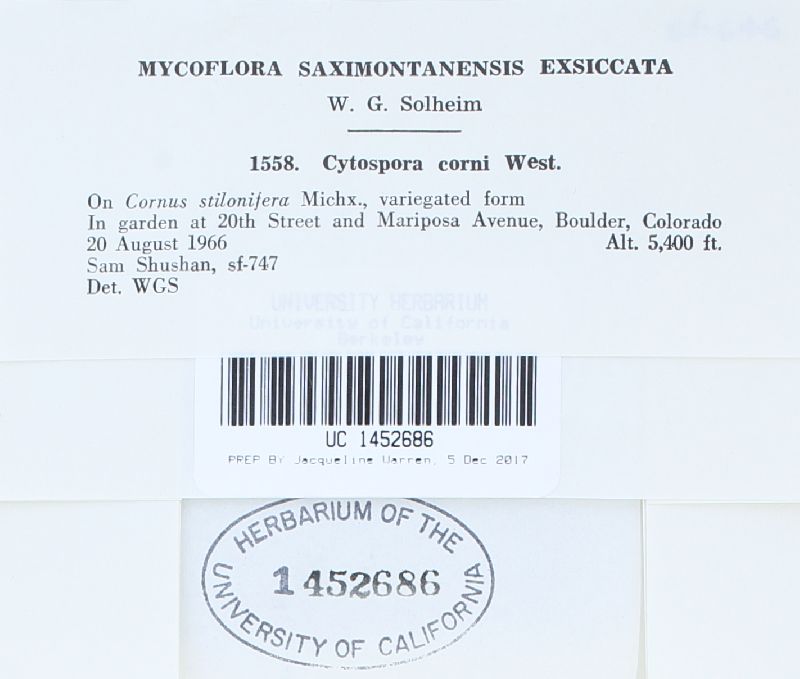 MYCOFLORA SAXIMONTANENSIS EXSICCATA
W. G. Solheim
1558. Cytospora corni West.
On Cornus stilonifera Michx., variegated form
In garden at 20th Street and Mariposa Avenue, Boulder, Colorado
20 August 1966 Alt. 5,400 ft.
Sam Shushan, sf-747
Det. WGS
UNIVERSITY HERBARIUM
University of California
Berkeley
UC 1452686
PREP BY Jacqueline Warren, 5 Dec 2017
HERBARIUM OF THE
1452686
UNIVERSITY OF CALIFORNIA